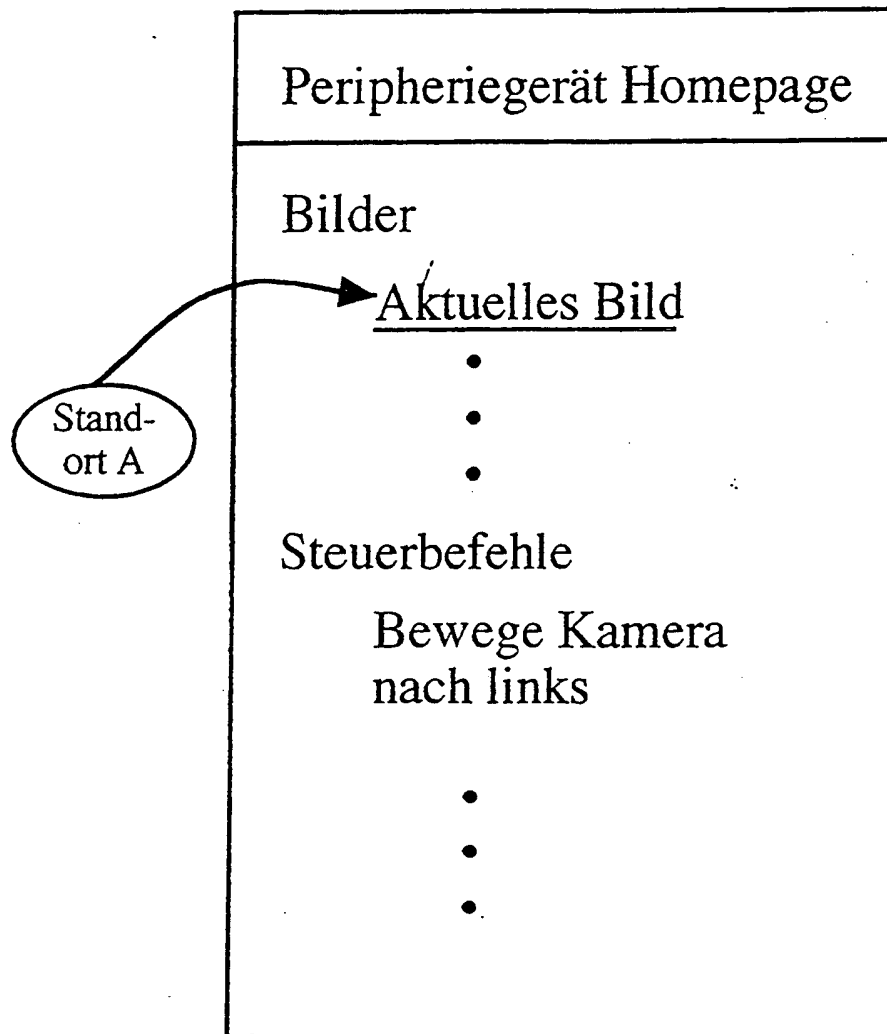 Peripheriegerät Homepage
Bilder
Aktuelles Bild
Stand-
ort A
Steuerbefehle
Bewege Kamera
nach links